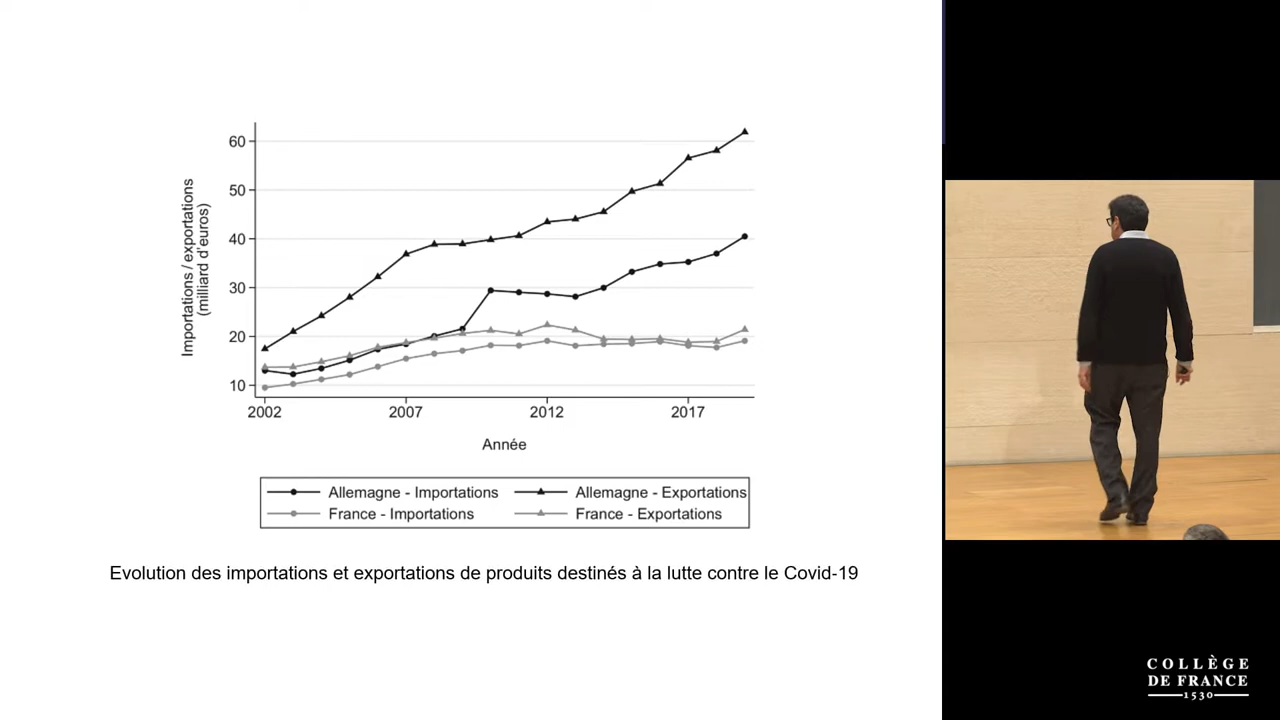 60
50
40
30
20
10
Importations / exportations
(milliard d'euros)
2002 2007 2012 2017
Année
Allemagne - Importations Allemagne - Exportations
France - Importations France - Exportations
Evolution des importations et exportations de produits destinés à la lutte contre le Covid-19
COLLÈGE
DE FRANCE
1530